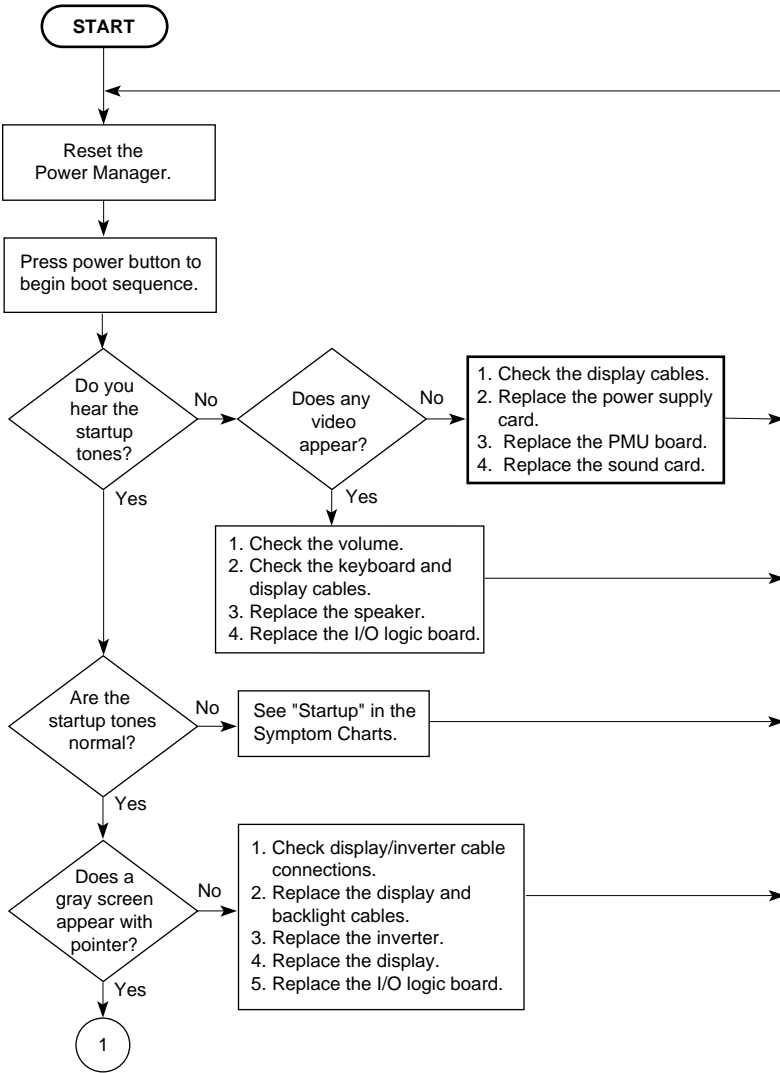 START
Reset the
Power Manager.
Press power button to
begin boot sequence.
Do you
hear the
startup
tones?
No
Does any
video
appear?
No
1. Check the display cables.
2. Replace the power supply
card.
3. Replace the PMU board.
4. Replace the sound card.
Yes
Yes
1. Check the volume.
2. Check the keyboard and
display cables.
3. Replace the speaker.
4. Replace the I/O logic board.
Are the
startup tones
normal?
No
See "Startup" in the
Symptom Charts.
Yes
Does a
gray screen
appear with
pointer?
No
1. Check display/inverter cable
connections.
2. Replace the display and
backlight cables.
3. Replace the inverter.
4. Replace the display.
5. Replace the I/O logic board.
Yes
1